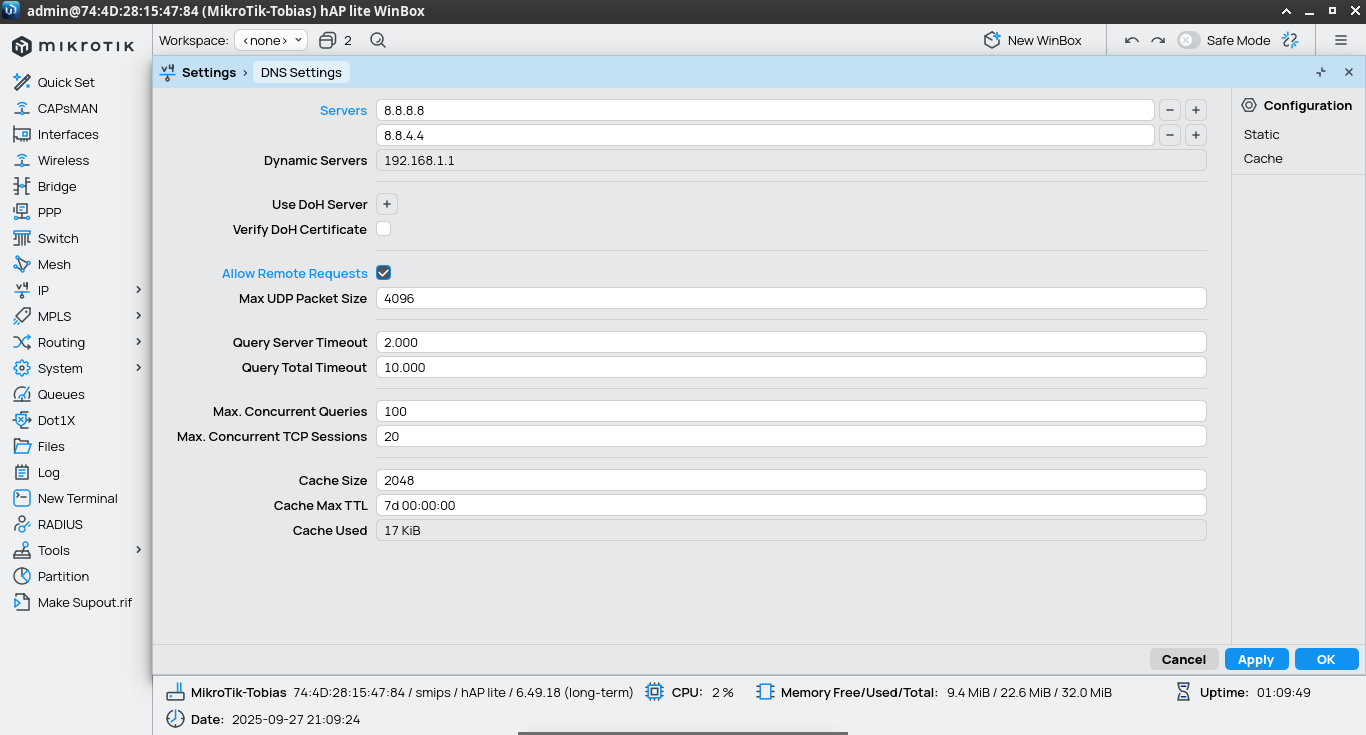 admin@74:4D:28:15:47:84 (MikroTik-Tobias) hAP lite WinBox
MIKROTIK
Workspace: <none> 2 New WinBox Safe Mode
Settings > DNS Settings
Quick Set
CAPsMAN
Interfaces
Wireless
Bridge
PPP
Switch
Mesh
IP
MPLS
Routing
System
Queues
Dot1X
Files
Log
New Terminal
RADIUS
Tools
Partition
Make Supout.rif
Servers 8.8.8.8
8.8.4.4
Dynamic Servers 192.168.1.1
Use DoH Server
Verify DoH Certificate
Allow Remote Requests
Max UDP Packet Size 4096
Query Server Timeout 2.000
Query Total Timeout 10.000
Max. Concurrent Queries 100
Max. Concurrent TCP Sessions 20
Cache Size 2048
Cache Max TTL 7d 00:00:00
Cache Used 17 KiB
Configuration
Static
Cache
Cancel Apply OK
MikroTik-Tobias 74:4D:28:15:47:84 / smips / hAP lite / 6.49.18 (long-term) CPU: 2 % Memory Free/Used/Total: 9.4 MiB / 22.6 MiB / 32.0 MiB Uptime: 01:09:49
Date: 2025-09-27 21:09:24